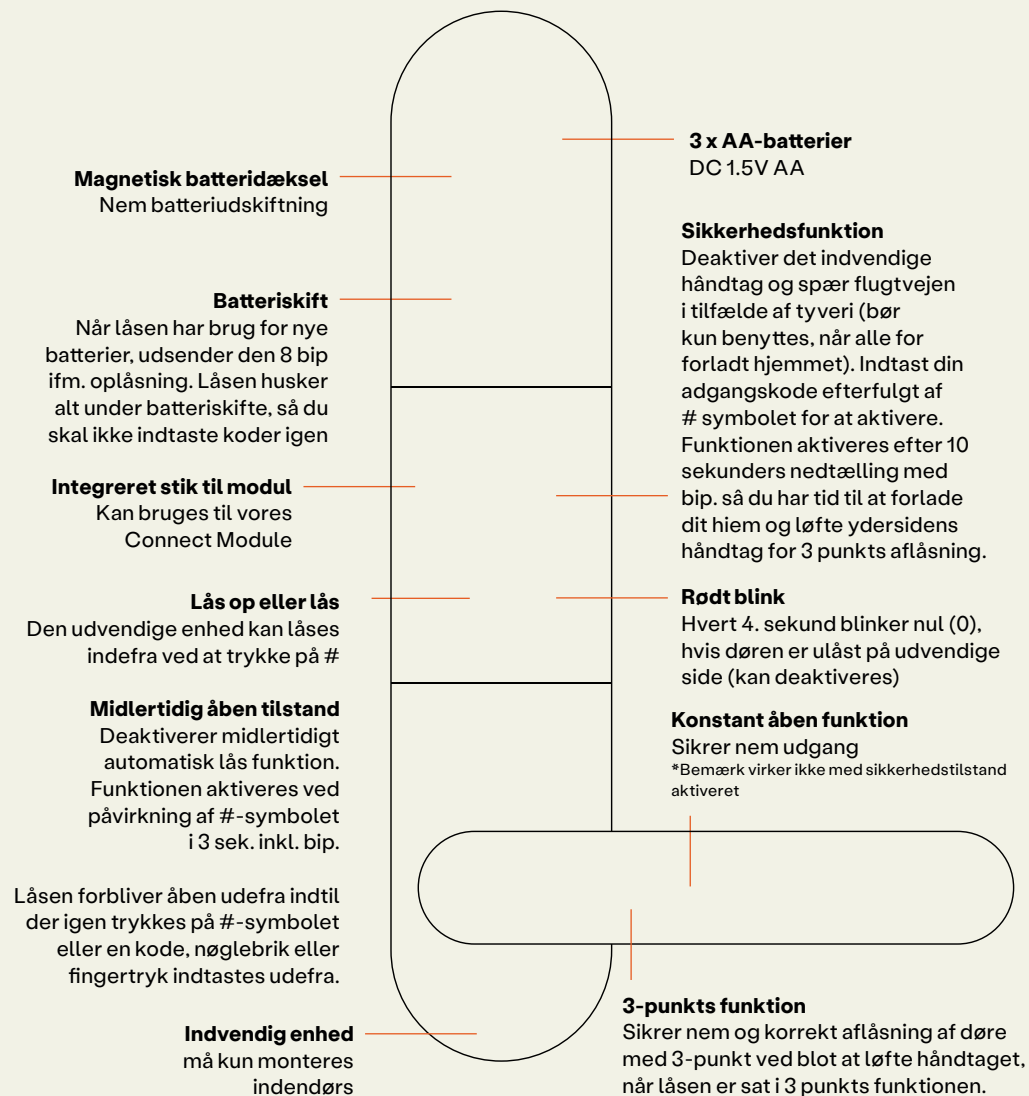 Magnetisk batteridæksel
Nem batteriudskiftning
Batteriskift
Når låsen har brug for nye
batterier, udsender den 8 bip
ifm. oplåsning. Låsen husker
alt under batteriskifte, så du
skal ikke indtaste koder igen
Integreret stik til modul
Kan bruges til vores
Connect Module
Lås op eller lås
Den udvendige enhed kan låses
indefra ved at trykke på #
Midlertidig åben tilstand
Deaktiverer midlertidigt
automatisk lås funktion.
Funktionen aktiveres ved
påvirkning af #-symbolet
i 3 sek. inkl. bip.
Låsen forbliver åben udefra indtil
der igen trykkes på #-symbolet
eller en kode, nøglebrik eller
fingertryk indtastes udefra.
Indvendig enhed
må kun monteres
indendørs
3 x AA-batterier
DC 1.5V AA
Sikkerhedsfunktion
Deaktiver det indvendige
håndtag og spær flugtvejen
i tilfælde af tyveri (bør
kun benyttes, når alle for
forladt hjemmet). Indtast din
adgangskode efterfulgt af
# symbolet for at aktivere.
Funktionen aktiveres efter 10
sekunders nedtælling med
bip. så du har tid til at forlade
dit hiem og løfte ydersidens
håndtag for 3 punkts aflåsning.
Rødt blink
Hvert 4. sekund blinker nul (0),
hvis døren er ulåst på udvendige
side (kan deaktiveres)
Konstant åben funktion
Sikrer nem udgang
*Bemærk virker ikke med sikkerhedstilstand
aktiveret
3-punkts funktion
Sikrer nem og korrekt aflåsning af døre
med 3-punkt ved blot at løfte håndtaget,
når låsen er sat i 3 punkts funktionen.